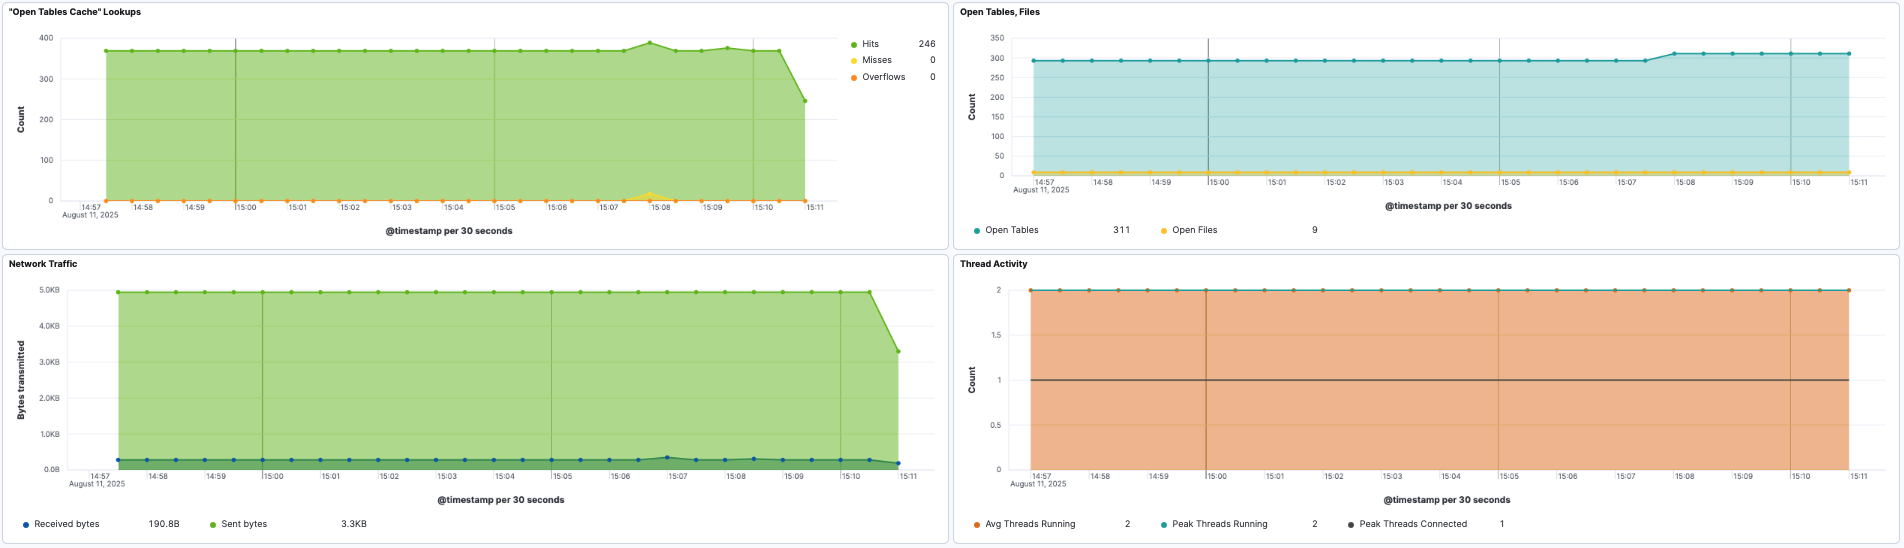 "Open Tables Cache" Lookups
400
300
200
100
0
Count
14:57
14:58
14:59
15:00
15:01
15:02
15:03
15:04
15:05
15:06
15:07
15:08
15:09
15:10
15:11
August 11, 2025
@timestamp per 30 seconds
Hits 246
Misses 0
Overflows 0
Open Tables, Files
350
300
250
200
150
100
50
0
Count
14:57
14:58
14:59
15:00
15:01
15:02
15:03
15:04
15:05
15:06
15:07
15:08
15:09
15:10
15:11
August 11, 2025
@timestamp per 30 seconds
Open Tables 311 Open Files 9
Network Traffic
5.0KB
4.0KB
3.0KB
2.0KB
1.0KB
0.0B
Bytes transmitted
14:57
14:58
14:59
15:00
15:01
15:02
15:03
15:04
15:05
15:06
15:07
15:08
15:09
15:10
15:11
August 11, 2025
@timestamp per 30 seconds
Received bytes 190.8B Sent bytes 3.3KB
Thread Activity
2
1.5
1
0.5
0
Count
14:57
14:58
14:59
15:00
15:01
15:02
15:03
15:04
15:05
15:06
15:07
15:08
15:09
15:10
15:11
August 11, 2025
@timestamp per 30 seconds
Avg Threads Running 2 Peak Threads Running 2 Peak Threads Connected 1